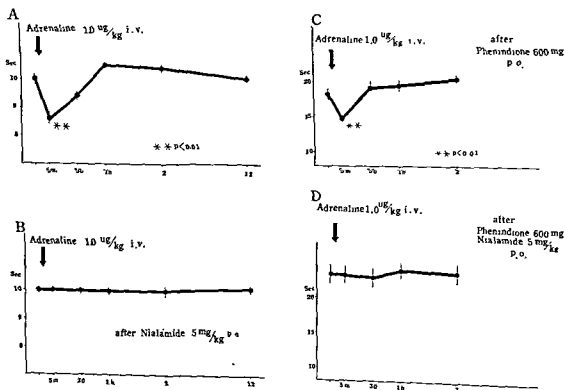 A
Adrenaline 1.0 ug/kg i.v.
Sec
10
9
8
**
** p<0.01
5m
30
1h
2
12
B
Adrenaline 1.0 ug/kg i.v.
Sec
10
9
8
after Nialamide 5 mg/kg p.o
5m
30
1h
12
C
Adrenaline 1.0 ug/kg i.v.
after
Phenindione 600 mg
p.o.
Sec
20
15
10
**
** p<0.01
5m
30
1h
2
D
Adrenaline 1.0 ug/kg i.v.
after
Phenindione 600 mg
Nialamide 5 mg/kg
p.o.
Sec
20
15
10
5m
30
1h